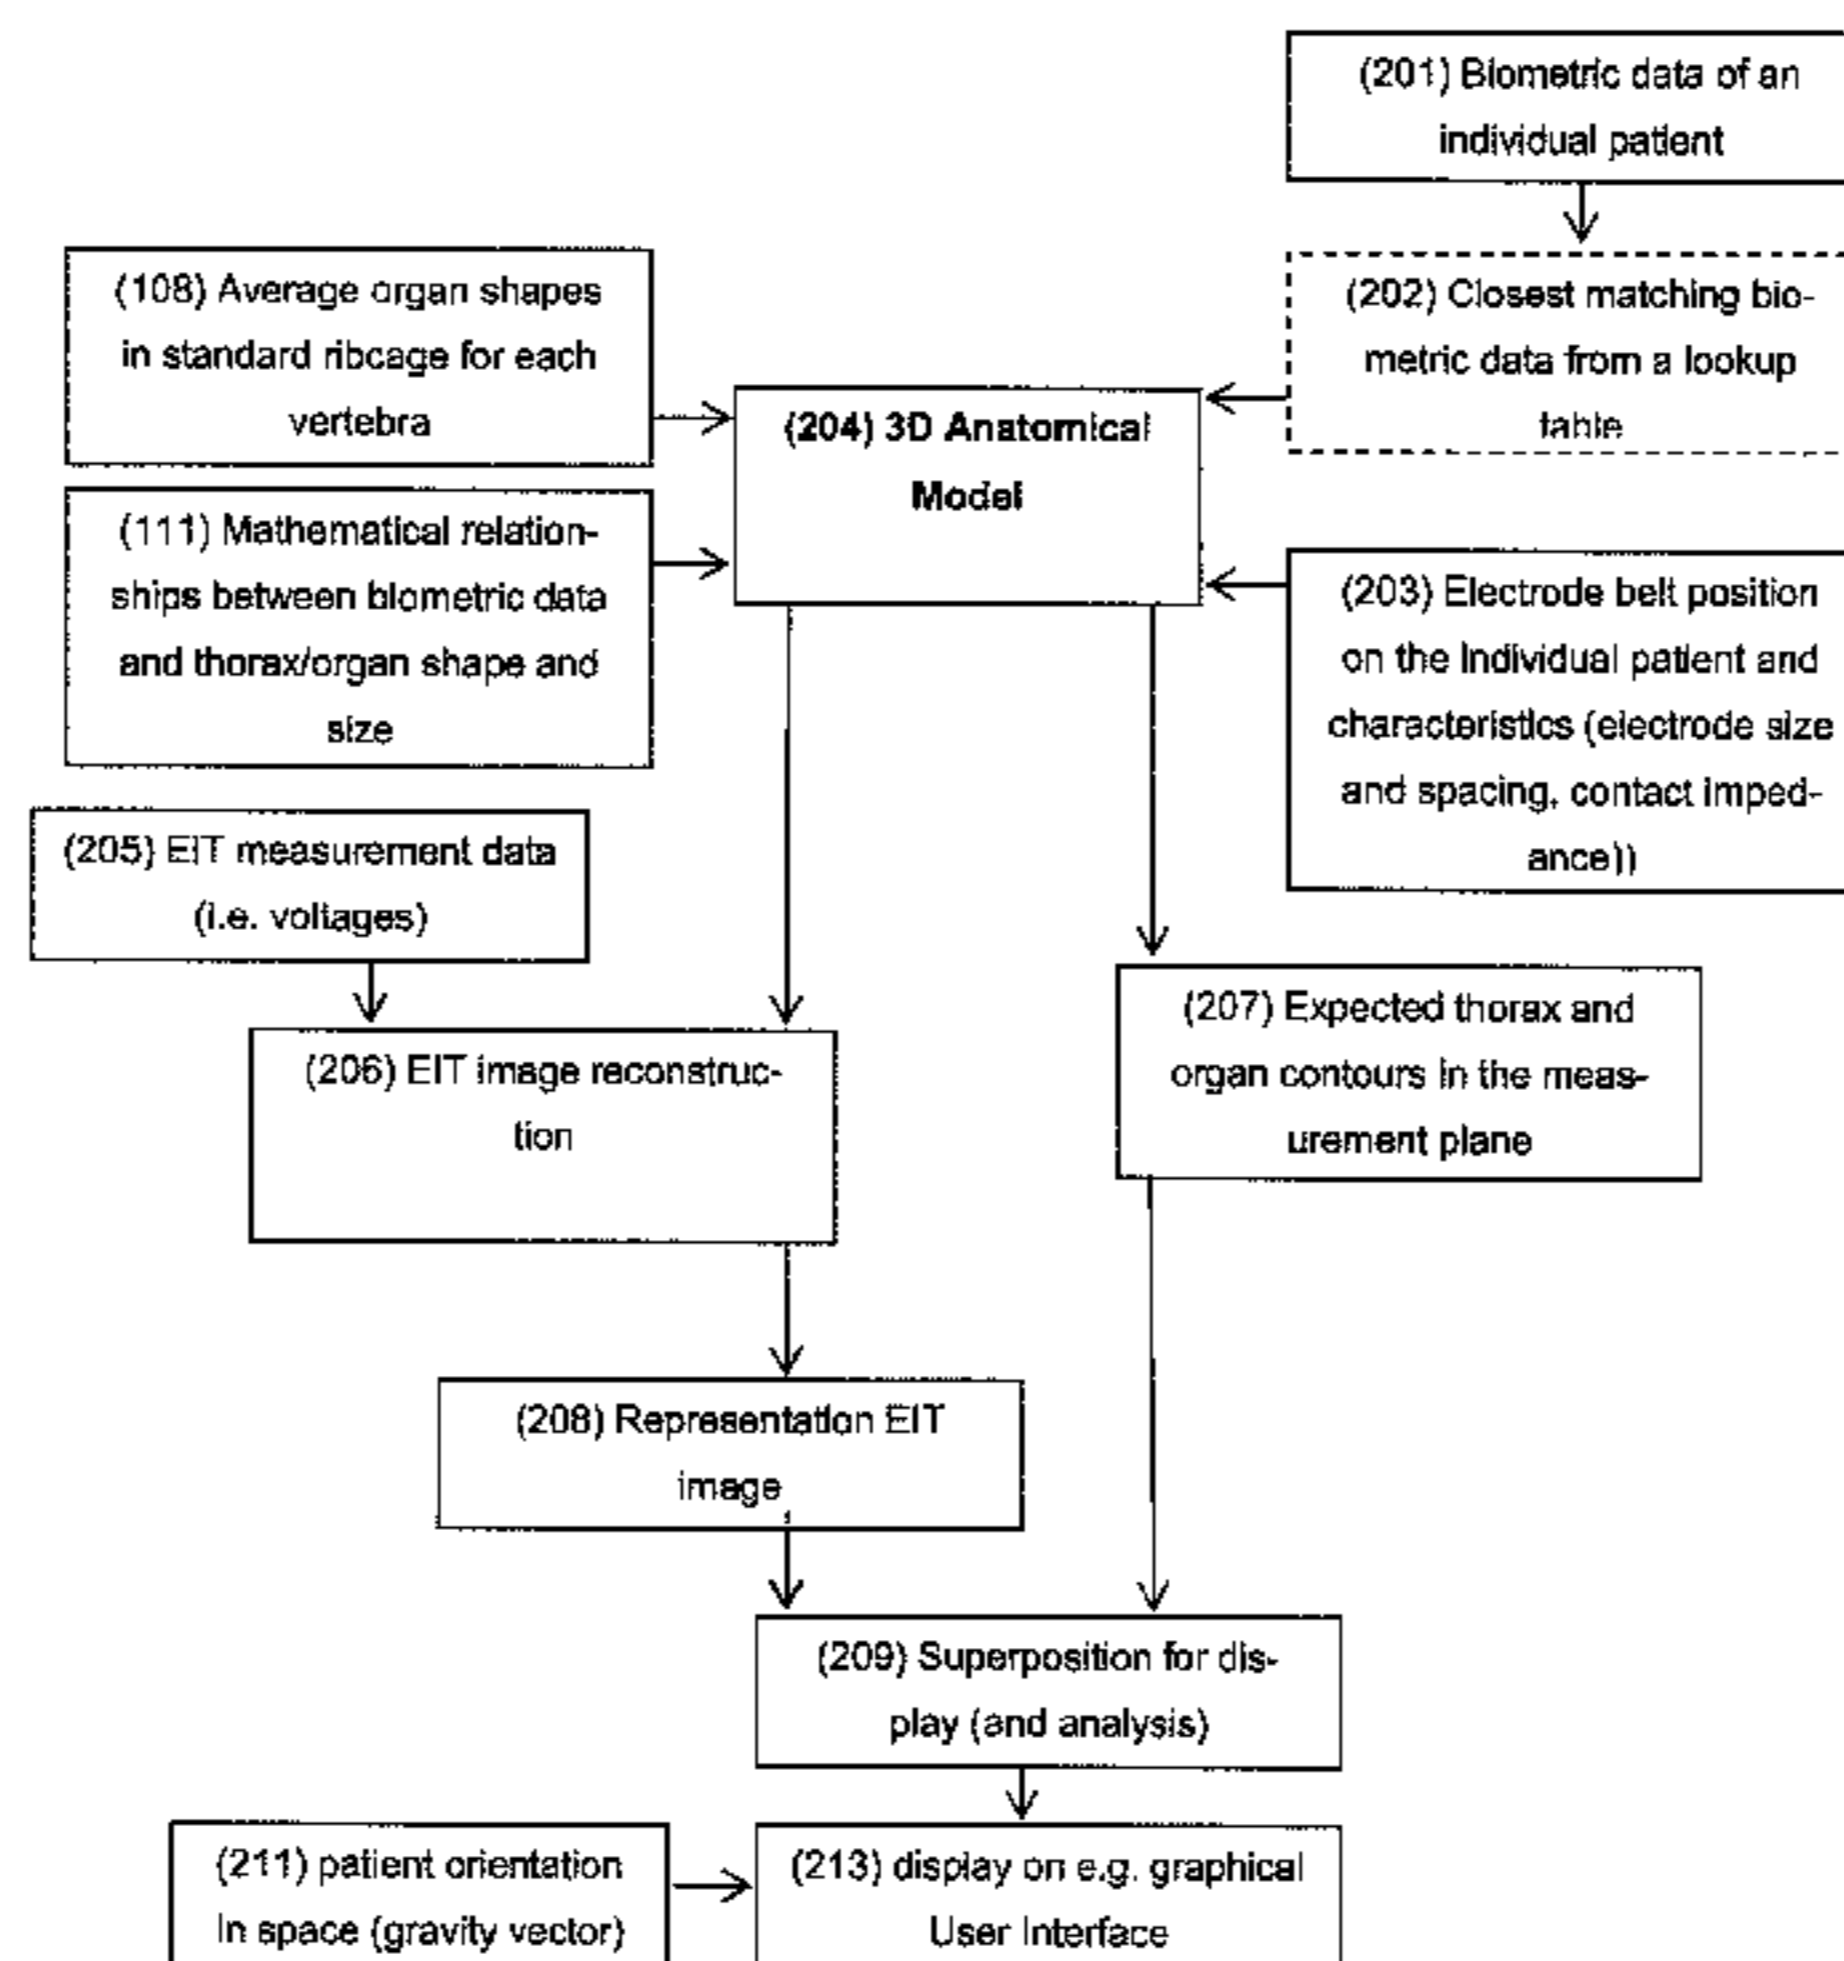 (201) Biometric data of an
individual patient
(108) Average organ shapes
in standard ribcage for each
vertebra
(202) Closest matching bio-
metric data from a lookup
table
(204) 3D Anatomical
Model
(111) Mathematical relation-
ships between biometric data
and thorax/organ shape and
size
(203) Electrode belt position
on the individual patient and
characteristics (electrode size
and spacing, contact imped-
ance))
(205) EIT measurement data
(i.e. voltages)
(206) EIT image reconstruc-
tion
(207) Expected thorax and
organ contours in the meas-
urement plane
(208) Representation EIT
image
(209) Superposition for dis-
play (and analysis)
(211) patient orientation
in space (gravity vector)
(213) display on e.g. graphical
User Interface